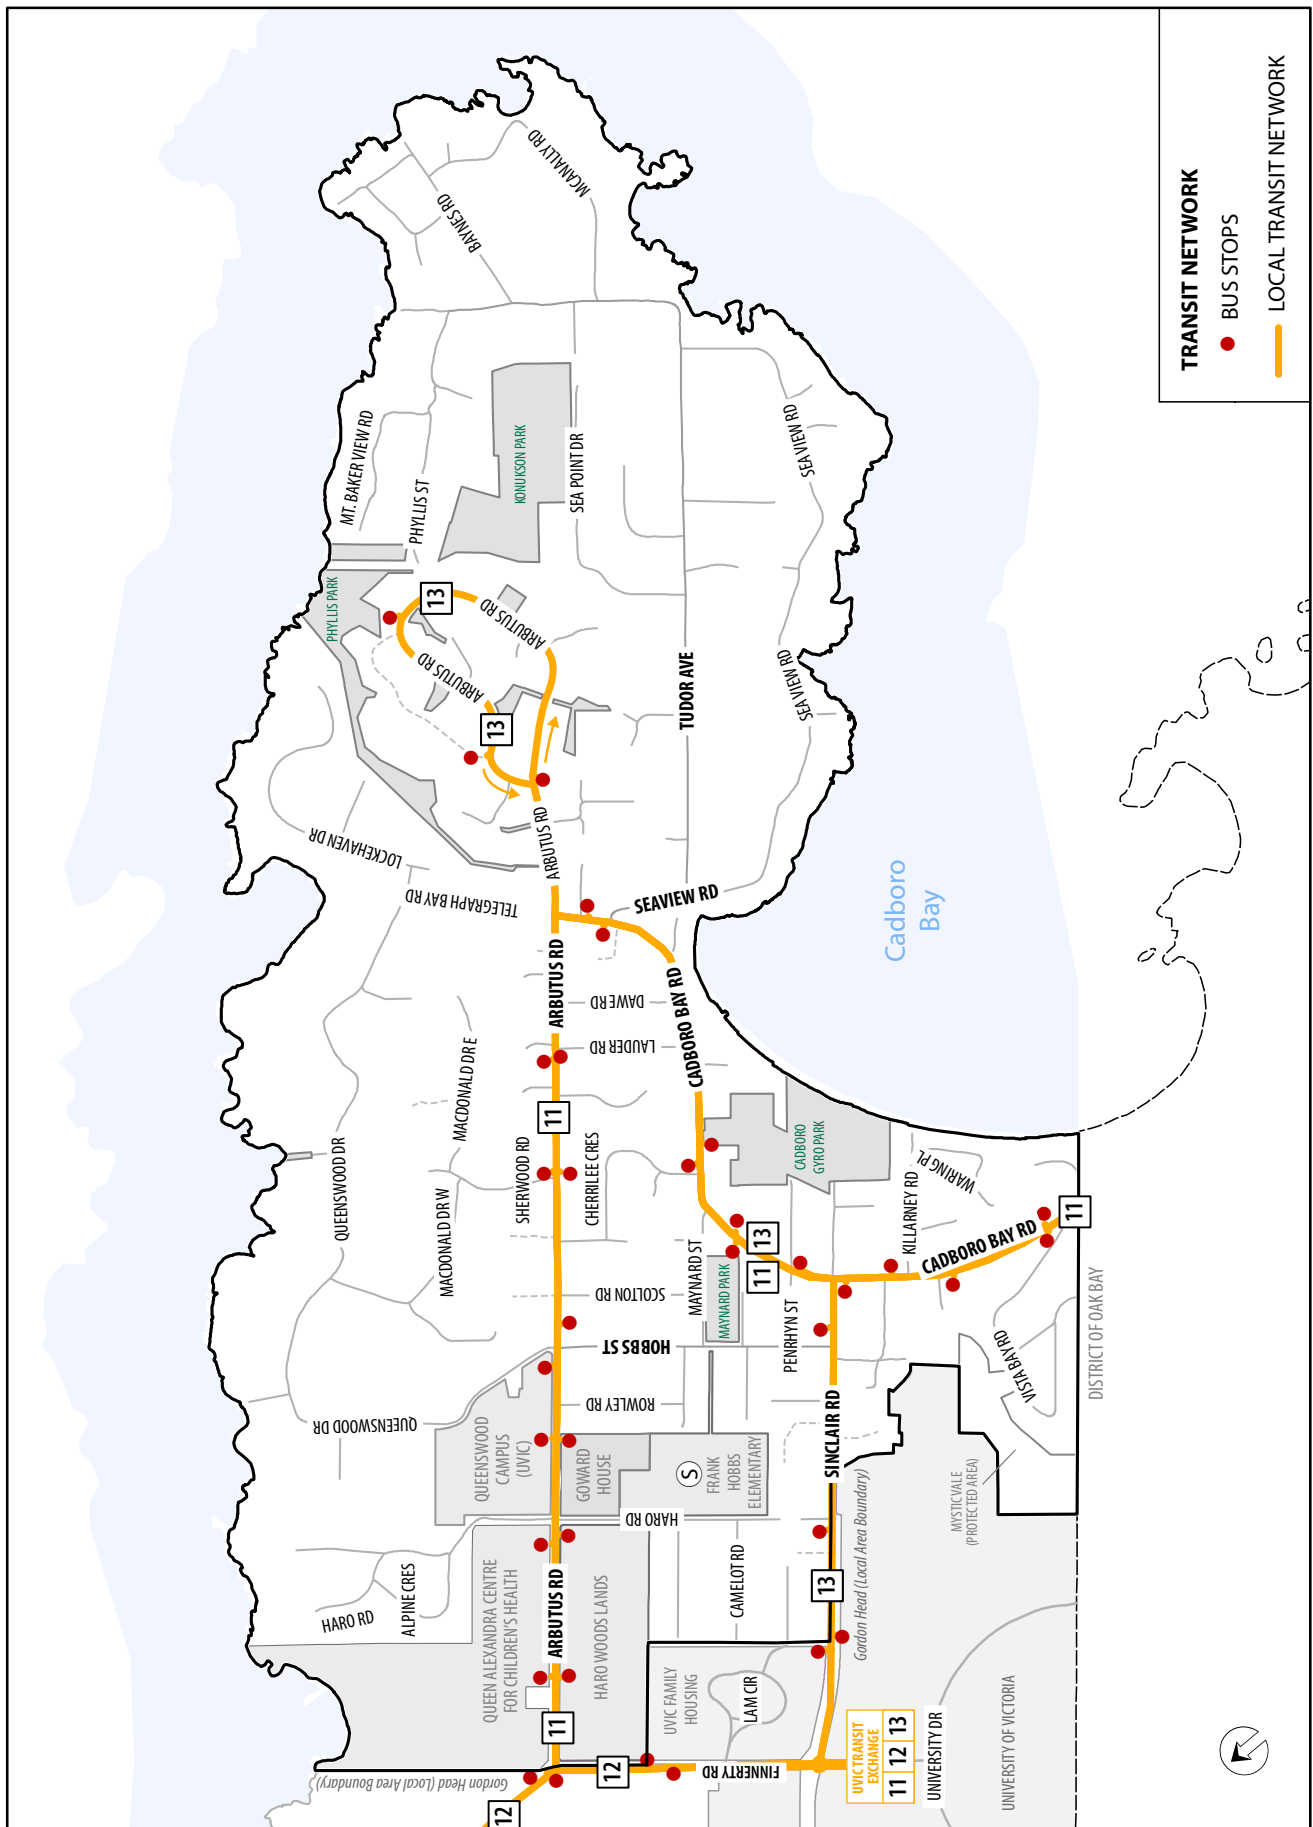 TRANSIT NETWORK
BUS STOPS
LOCAL TRANSIT NETWORK
MCANALLY RD
BAYNES RD
MT. BAKER VIEW RD
PHYLLIS ST
KONUKSON PARK
SEA POINT DR
SEA VIEW RD
PHYLLIS PARK
13
ARBUTUS RD
ARBUTUS RD
13
TUDOR AVE
SEA VIEW RD
LOCKEHAVEN DR
ARBUTUS RD
TELEGRAPH BAY RD
SEAVIEW RD
Cadboro
Bay
ARBUTUS RD
DAWE RD
CADBORO BAY RD
LAUDER RD
MACDONALD DR E
11
QUEENSWOOD DR
MACDONALD DR W
SHERWOOD RD
CHERRILEE CRES
CADBORO
GYRO PARK
WARING PL
KILLARNEY RD
CADBORO BAY RD
11
MAYNARD ST
13
11
SCOLTON RD
MAYNARD PARK
PENRHYN ST
HOBBS ST
VISTA BAY RD
DISTRICT OF OAK BAY
QUEENSWOOD DR
ROWLEY RD
SINCLAIR RD
QUEENSWOOD
CAMPUS
(UVIC)
GOWARD
HOUSE
S
FRANK
HOBBS
ELEMENTARY
MYSTIC VALE
(PROTECTED AREA)
HARO RD
Gordon Head (Local Area Boundary)
CAMELOT RD
13
HARO RD
ALPINE CRES
QUEEN ALEXANDRA CENTRE
FOR CHILDREN'S HEALTH
ARBUTUS RD
HARO WOODS LANDS
UVIC FAMILY
HOUSING
LAM CIR
11
12
FINNERTY RD
UVIC TRANSIT
EXCHANGE
11 12 13
UNIVERSITY DR
UNIVERSITY OF VICTORIA
Gordon Head (Local Area Boundary)
12